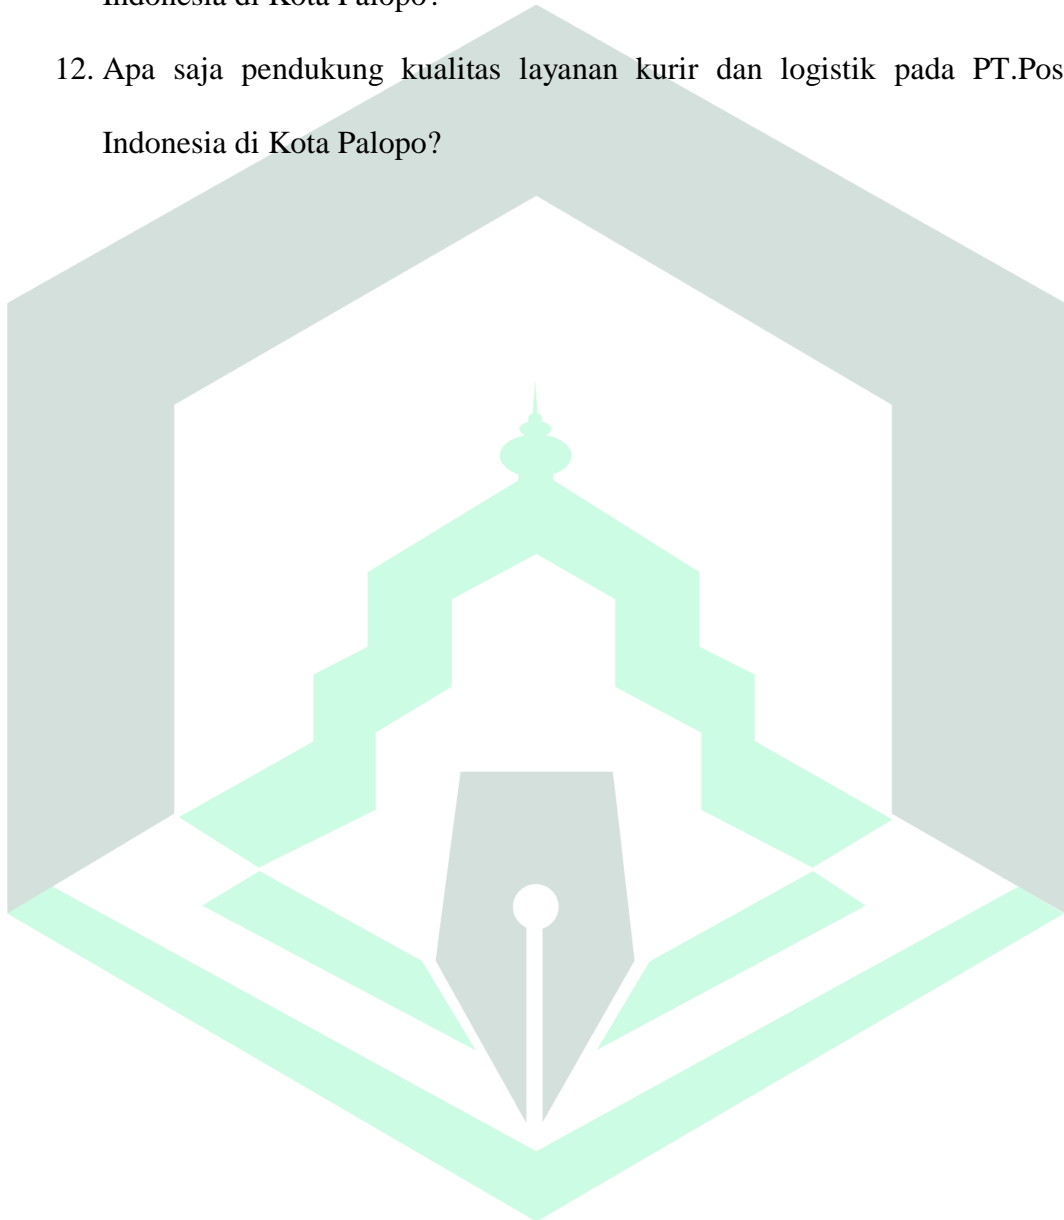 Indonesia di Kota Palopo?
12. Apa saja pendukung kualitas layanan kurir dan logistik pada PT.Pos
Indonesia di Kota Palopo?